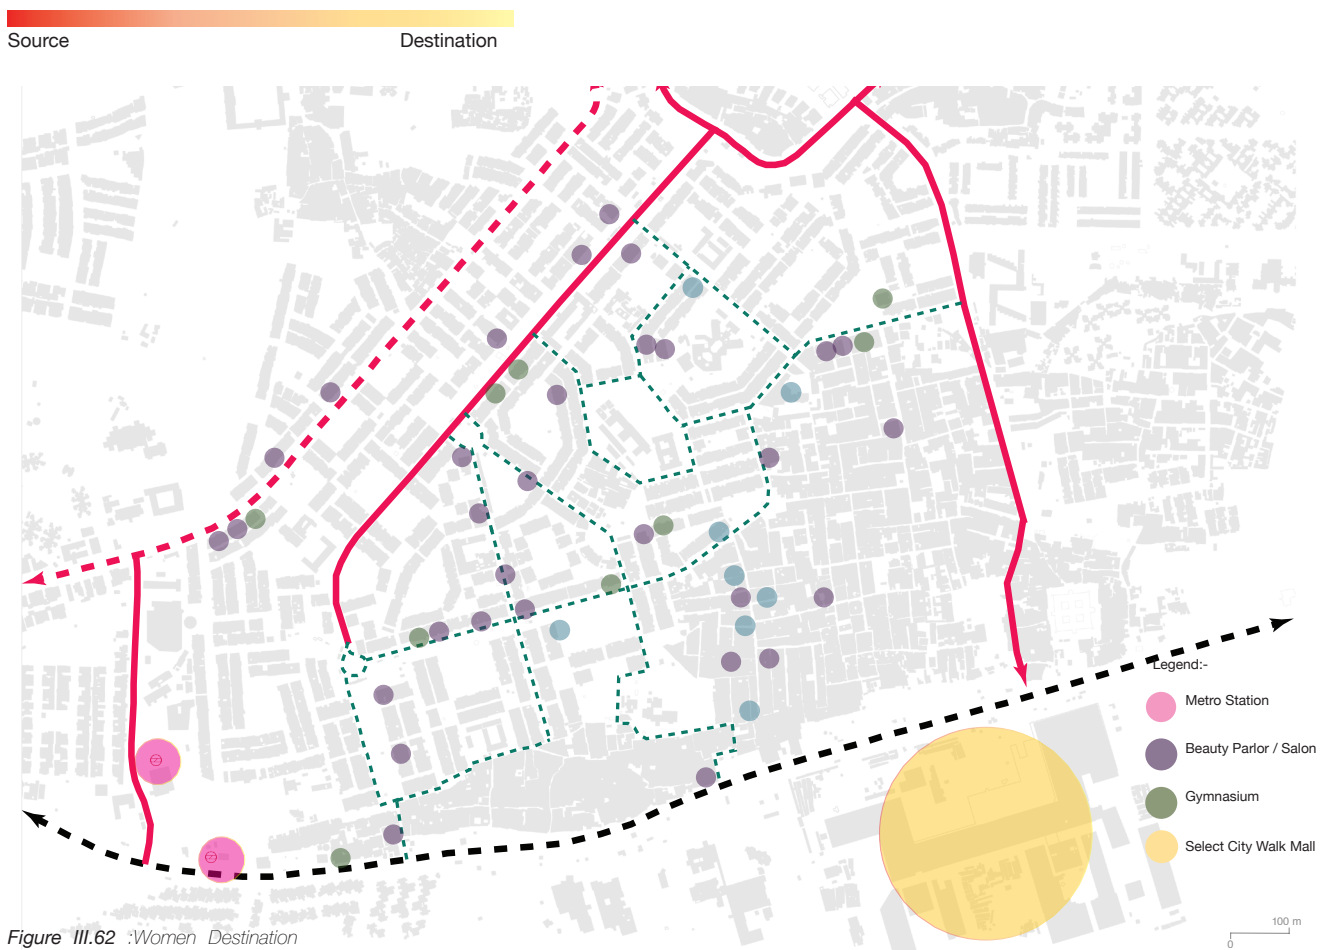 Source Destination
Legend:-
Metro Station
Beauty Parlor / Salon
Gymnasium
Select City Walk Mall
100 m
0
Figure III.62 :Women Destination